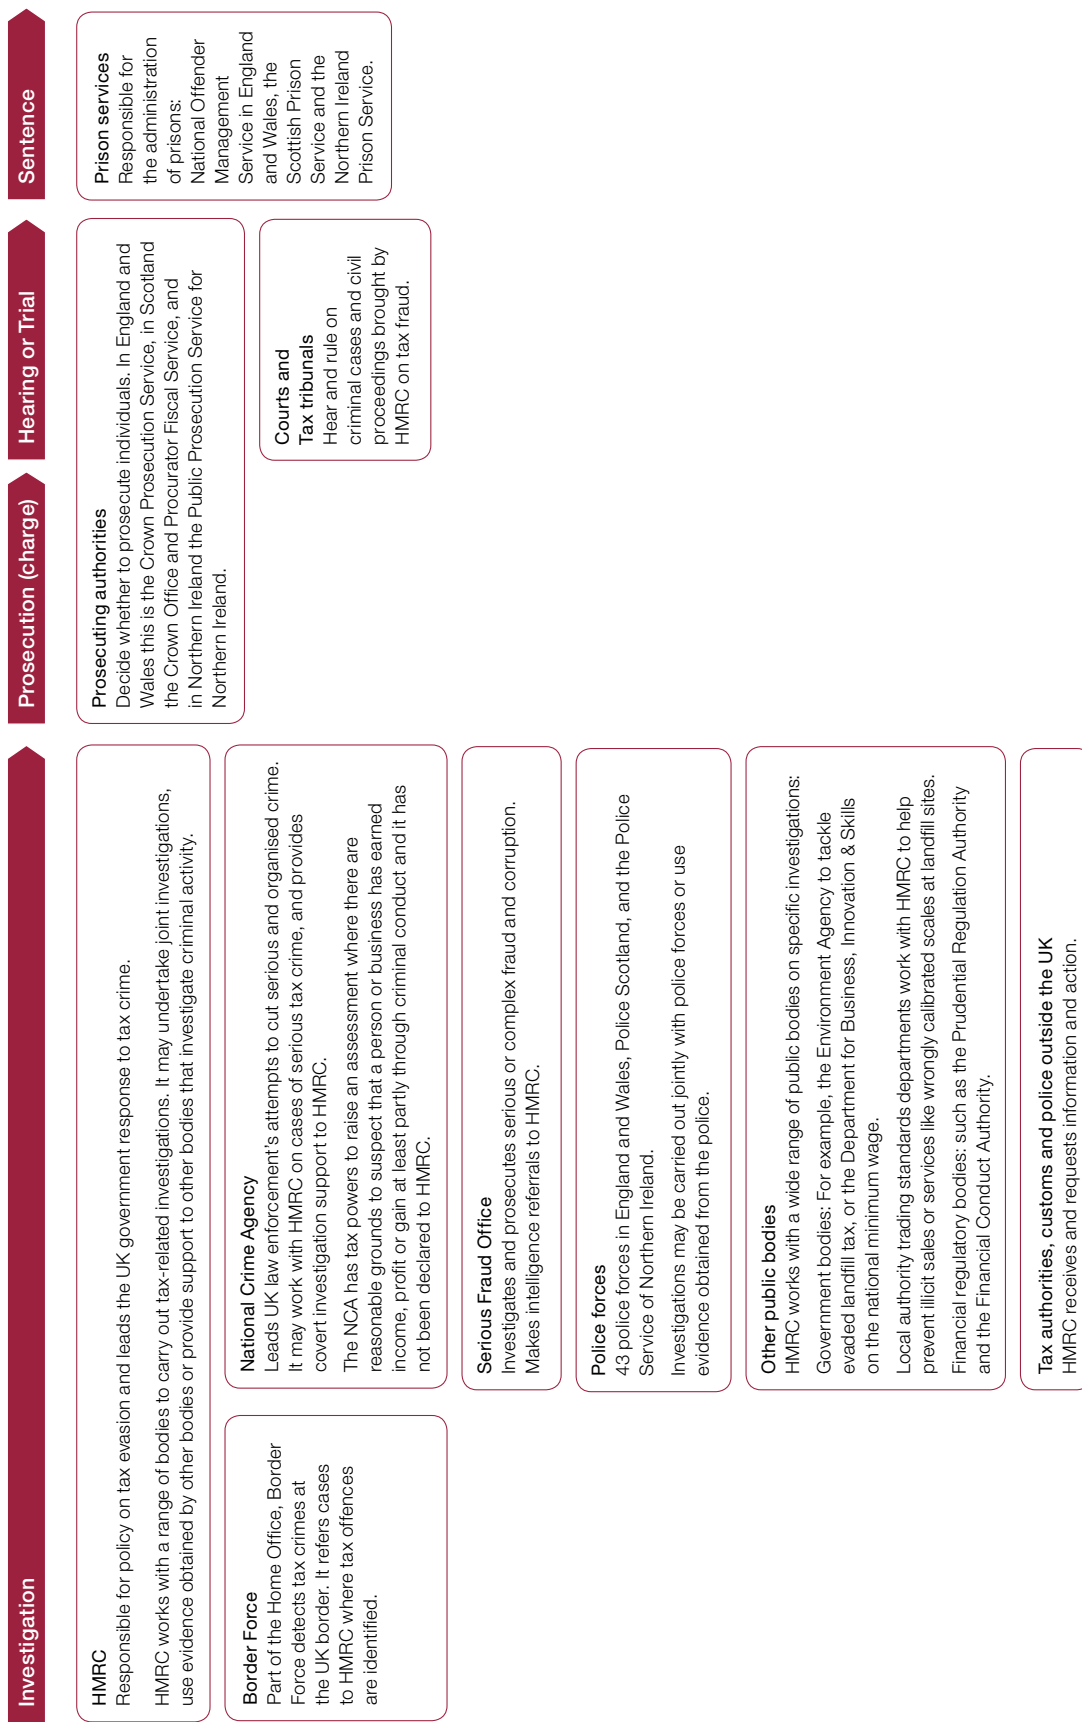 Investigation
Prosecution (charge)
Hearing or Trial
Sentence
HMRC
Responsible for policy on tax evasion and leads the UK government response to tax crime.
HMRC works with a range of bodies to carry out tax-related investigations. It may undertake joint investigations,
use evidence obtained by other bodies or provide support to other bodies that investigate criminal activity.
Border Force
Part of the Home Office, Border
Force detects tax crimes at
the UK border. It refers cases
to HMRC where tax offences
are identified.
National Crime Agency
Leads UK law enforcement's attempts to cut serious and organised crime.
It may work with HMRC on cases of serious tax crime, and provides
covert investigation support to HMRC.
The NCA has tax powers to raise an assessment where there are
reasonable grounds to suspect that a person or business has earned
income, profit or gain at least partly through criminal conduct and it has
not been declared to HMRC.
Serious Fraud Office
Investigates and prosecutes serious or complex fraud and corruption.
Makes intelligence referrals to HMRC.
Police forces
43 police forces in England and Wales, Police Scotland, and the Police
Service of Northern Ireland.
Investigations may be carried out jointly with police forces or use
evidence obtained from the police.
Other public bodies
HMRC works with a wide range of public bodies on specific investigations:
Government bodies: For example, the Environment Agency to tackle
evaded landfill tax, or the Department for Business, Innovation & Skills
on the national minimum wage.
Local authority trading standards departments work with HMRC to help
prevent illicit sales or services like wrongly calibrated scales at landfill sites.
Financial regulatory bodies: such as the Prudential Regulation Authority
and the Financial Conduct Authority.
Tax authorities, customs and police outside the UK
HMRC receives and requests information and action.
Prosecuting authorities
Decide whether to prosecute individuals. In England and
Wales this is the Crown Prosecution Service, in Scotland
the Crown Office and Procurator Fiscal Service, and
in Northern Ireland the Public Prosecution Service for
Northern Ireland.
Courts and
Tax tribunals
Hear and rule on
criminal cases and civil
proceedings brought by
HMRC on tax fraud.
Prison services
Responsible for
the administration
of prisons:
National Offender
Management
Service in England
and Wales, the
Scottish Prison
Service and the
Northern Ireland
Prison Service.